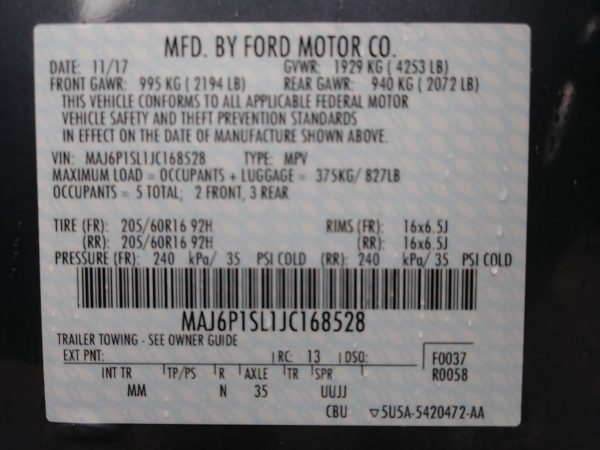 MFD. BY FORD MOTOR CO.
DATE: 11/17 GVWR: 1929 KG ( 4253 LB)
FRONT GAWR: 995 KG ( 2194 LB) REAR GAWR: 940 KG ( 2072 LB)
THIS VEHICLE CONFORMS TO ALL APPLICABLE FEDERAL MOTOR
VEHICLE SAFETY AND THEFT PREVENTION STANDARDS
IN EFFECT ON THE DATE OF MANUFACTURE SHOWN ABOVE.
VIN: MAJ6P1SL1JC168528 TYPE: MPV
MAXIMUM LOAD = OCCUPANTS + LUGGAGE = 375KG/ 827LB
OCCUPANTS = 5 TOTAL; 2 FRONT, 3 REAR
TIRE (FR): 205/60R16 92H RIMS (FR): 16x6.5J
(RR): 205/60R16 92H (RR): 16x6.5J
PRESSURE (FR): 240 kPa/ 35 PSI COLD (RR): 240 kPa/ 35 PSI COLD
MAJ6P1SL1JC168528
TRAILER TOWING - SEE OWNER GUIDE
EXT PNT: RC: 13 DSO: F0037
INT TR TP/PS R AXLE TR SPR R0058
MM N 35 UUJJ
CBU ▽5U5A-5420472-AA